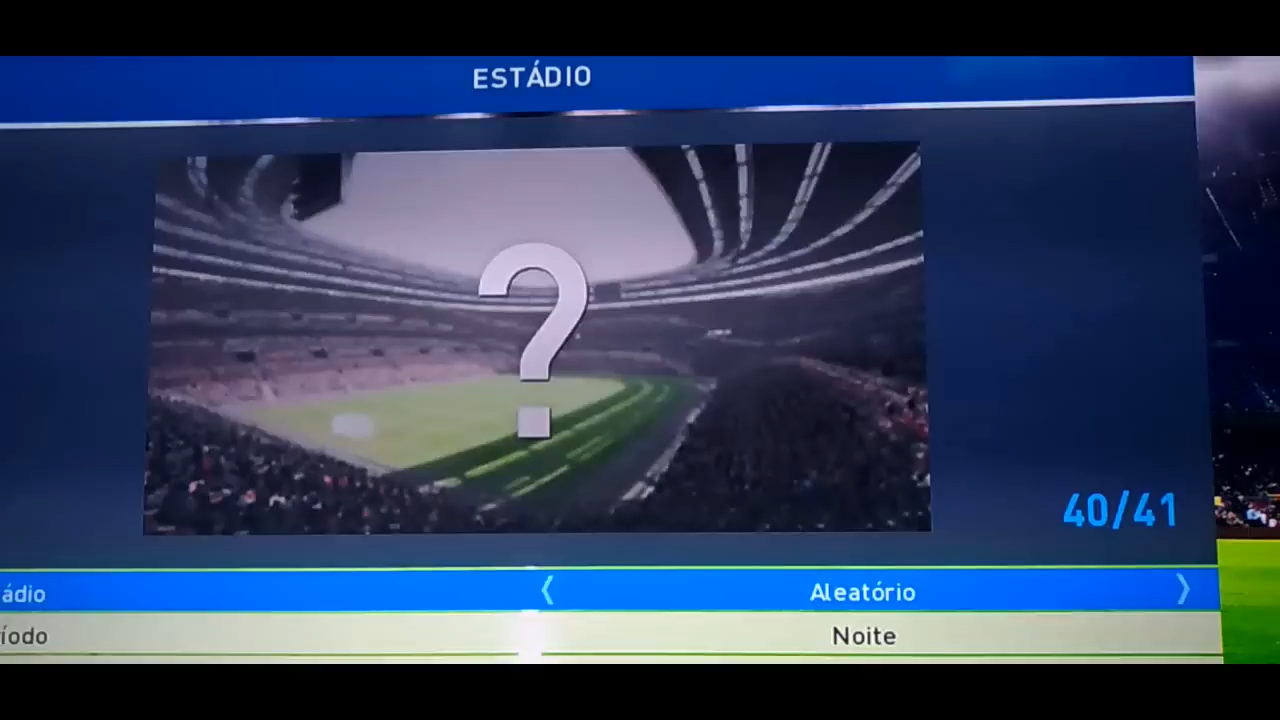 ESTÁDIO
?
40/41
ádio 〈 Aleatório 〉
íodo Noite